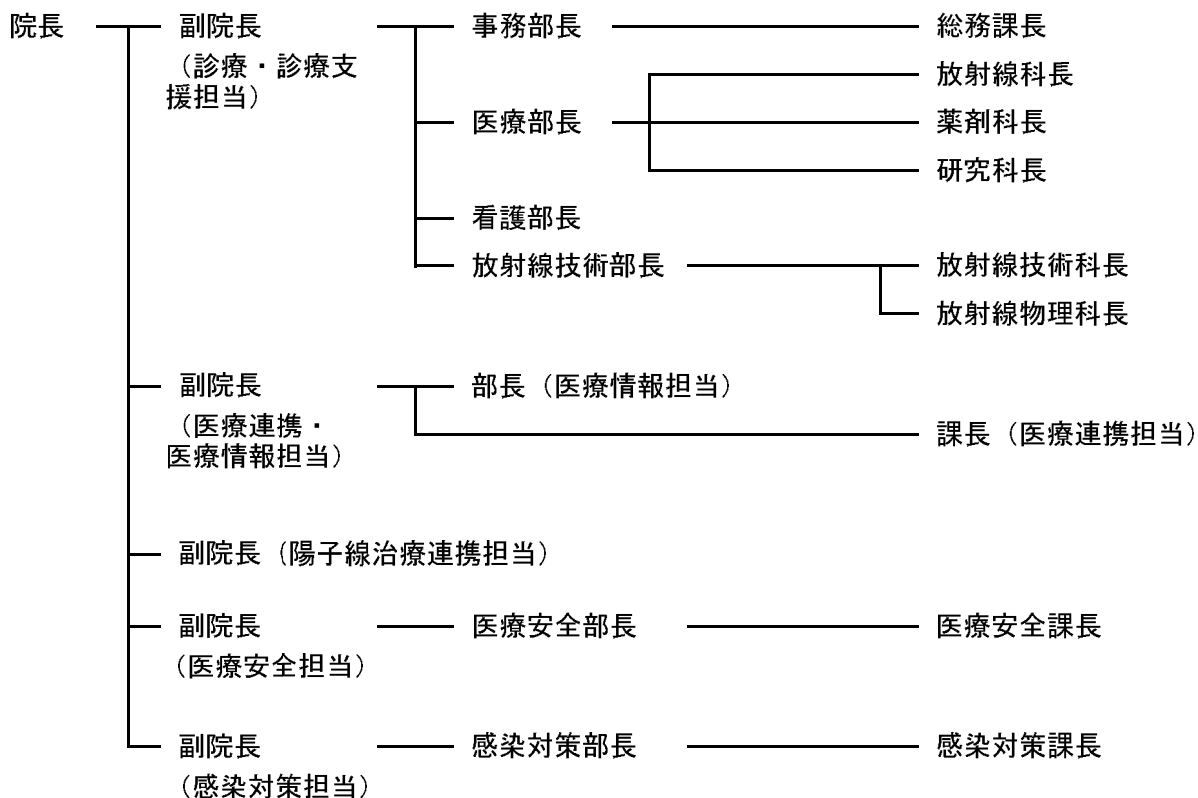 院長 副院長 事務部長 総務課長
（診療・診療支
援担当）
放射線科長
医療部長 薬剤科長
研究科長
看護部長
放射線技術部長 放射線技術科長
放射線物理科長
副院長 部長（医療情報担当）
（医療連携・
医療情報担当）
課長（医療連携担当）
副院長（陽子線治療連携担当）
副院長 医療安全部長 医療安全課長
（医療安全担当）
副院長 感染対策部長 感染対策課長
（感染対策担当）